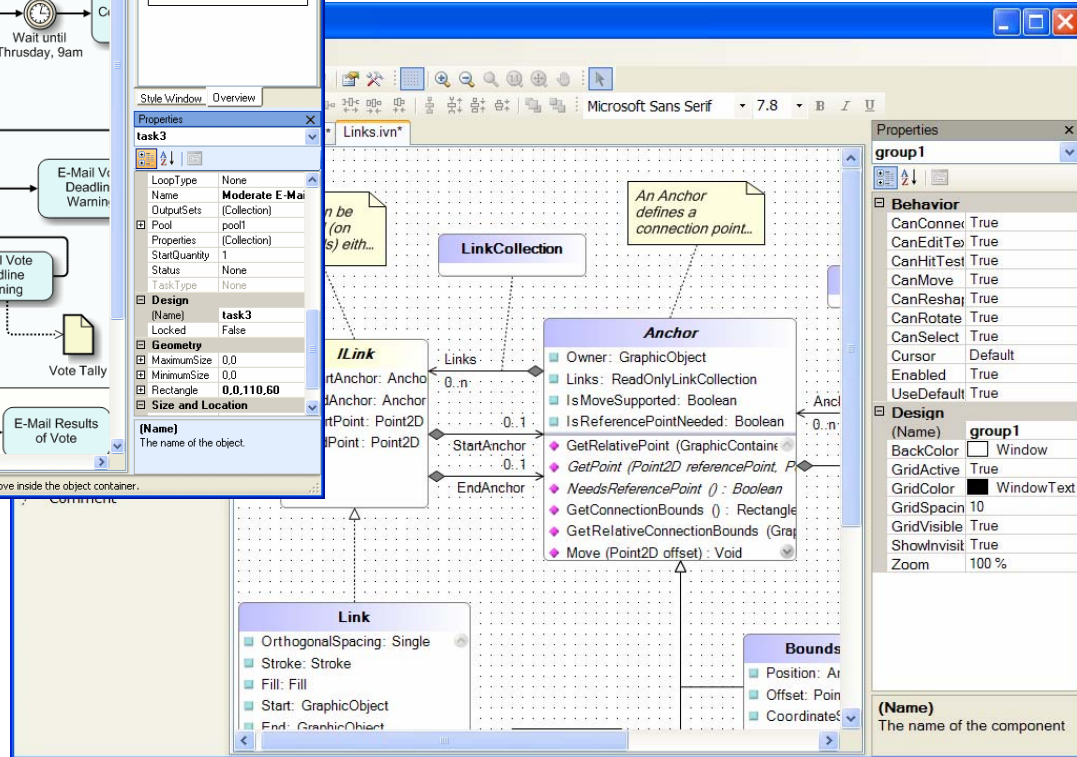 Wait until
Thrusday, 9am
E-Mail Vo
Deadlin
Warnin
l Vote
dline
ning
Vote Tally
E-Mail Results
of Vote
ove inside the object container.
Style Window Overview
Properties
task3
LoopType None
Name Moderate E-Mai
OutputSets (Collection)
Pool pool1
Properties (Collection)
StartQuantity 1
Status None
TaskType None
Design
(Name) task3
Locked False
Geometry
MaximumSize 0,0
MinimumSize 0,0
Rectangle 0,0,110,60
Size and Location
(Name)
The name of the object.
Comment
Microsoft Sans Serif 7.8 B I U
Links.ivn*
n be
l (on
s) eith...
LinkCollection
An Anchor
defines a
connection point...
ILink
rtAnchor: Ancho
dAnchor: Anchor
rtPoint: Point2D
dPoint: Point2D
Links
0..n
0..1
StartAnchor
0..1
EndAnchor
Anchor
Owner: GraphicObject
Links: ReadOnlyLinkCollection
IsMoveSupported: Boolean
IsReferencePointNeeded: Boolean
GetRelativePoint (GraphicContaine
GetPoint (Point2D referencePoint, P
NeedsReferencePoint () : Boolean
GetConnectionBounds () : Rectangle
GetRelativeConnectionBounds (Grap
Move (Point2D offset) : Void
Ancl
0..n
Link
OrthogonalSpacing: Single
Stroke: Stroke
Fill: Fill
Start: GraphicObject
End: GraphicObject
Bounds
Position: Ar
Offset: Poin
CoordinateS
Properties
group1
Behavior
CanConnec True
CanEditTex True
CanHitTest True
CanMove True
CanReshap True
CanRotate True
CanSelect True
Cursor Default
Enabled True
UseDefault True
Design
(Name) group1
BackColor Window
GridActive True
GridColor WindowText
GridSpacin 10
GridVisible True
ShowInvisib True
Zoom 100 %
(Name)
The name of the component